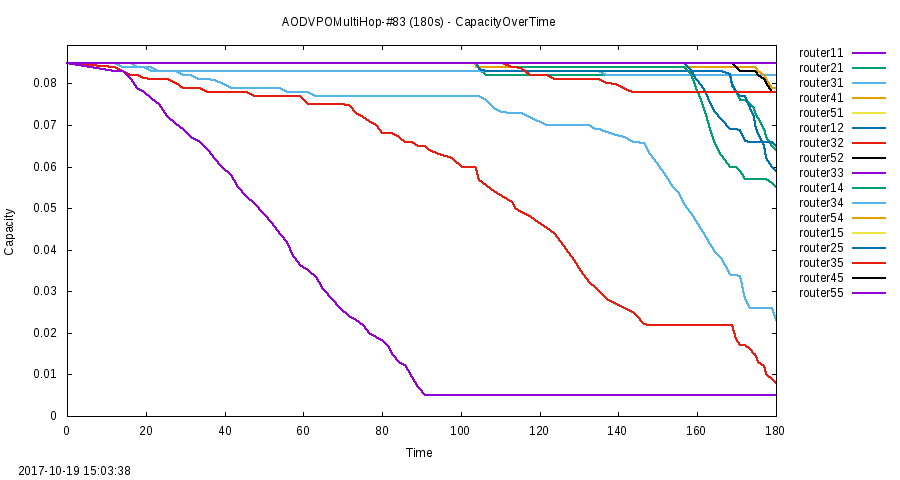 AODVPOMultiHop-#83 (180s) - CapacityOverTime
router11
router21
router31
router41
router51
router12
router32
router52
router33
router14
router34
router54
router15
router25
router35
router45
router55
Capacity
0.08
0.07
0.06
0.05
0.04
0.03
0.02
0.01
0
0 20 40 60 80 100 120 140 160 180
Time
2017-10-19 15:03:38